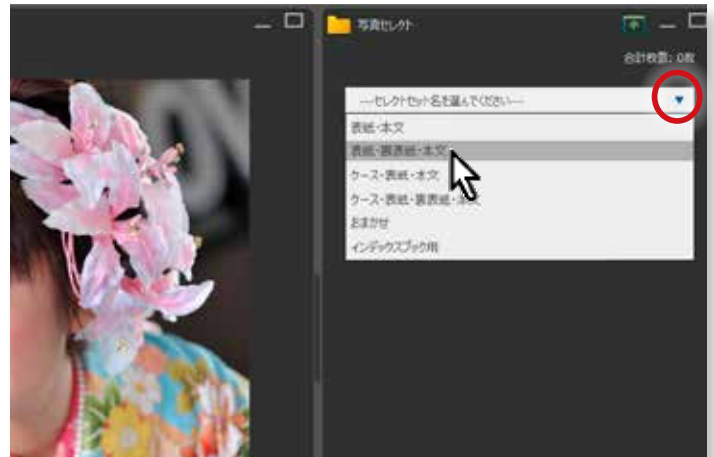 写真セレクト
合計枚数: 0枚
---セレクトセット名を選んでください---
表紙・本文
表紙・裏表紙・本文
ケース・表紙・本文
ケース・表紙・裏表紙・本文
おまかせ
インデックスブック用